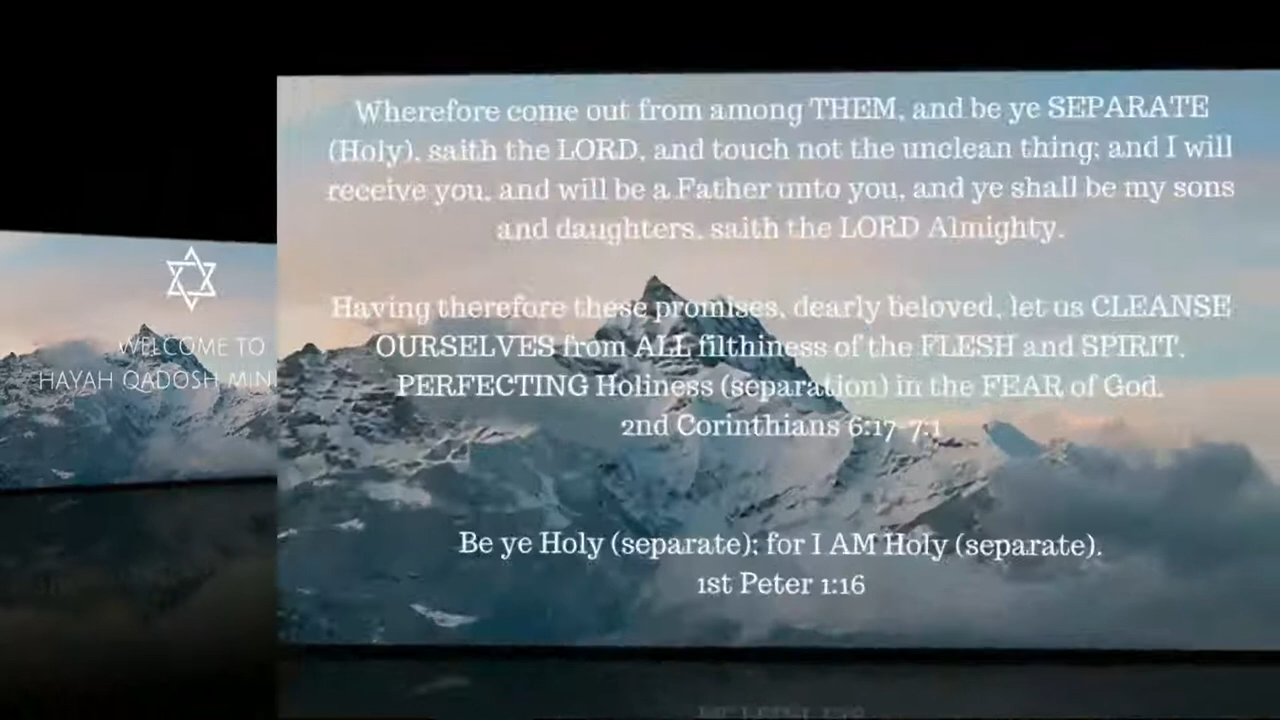 WELCOME TO
HAYAH QADOSH MIN
Wherefore come out from among THEM, and be ye SEPARATE
(Holy), saith the LORD, and touch not the unclean thing; and I will
receive you, and will be a Father unto you, and ye shall be my sons
and daughters, saith the LORD Almighty.
Having therefore these promises, dearly beloved, let us CLEANSE
OURSELVES from ALL filthiness of the FLESH and SPIRIT,
PERFECTING Holiness (separation) in the FEAR of God.
2nd Corinthians 6:17-7:1
Be ye Holy (separate); for I AM Holy (separate).
1st Peter 1:16